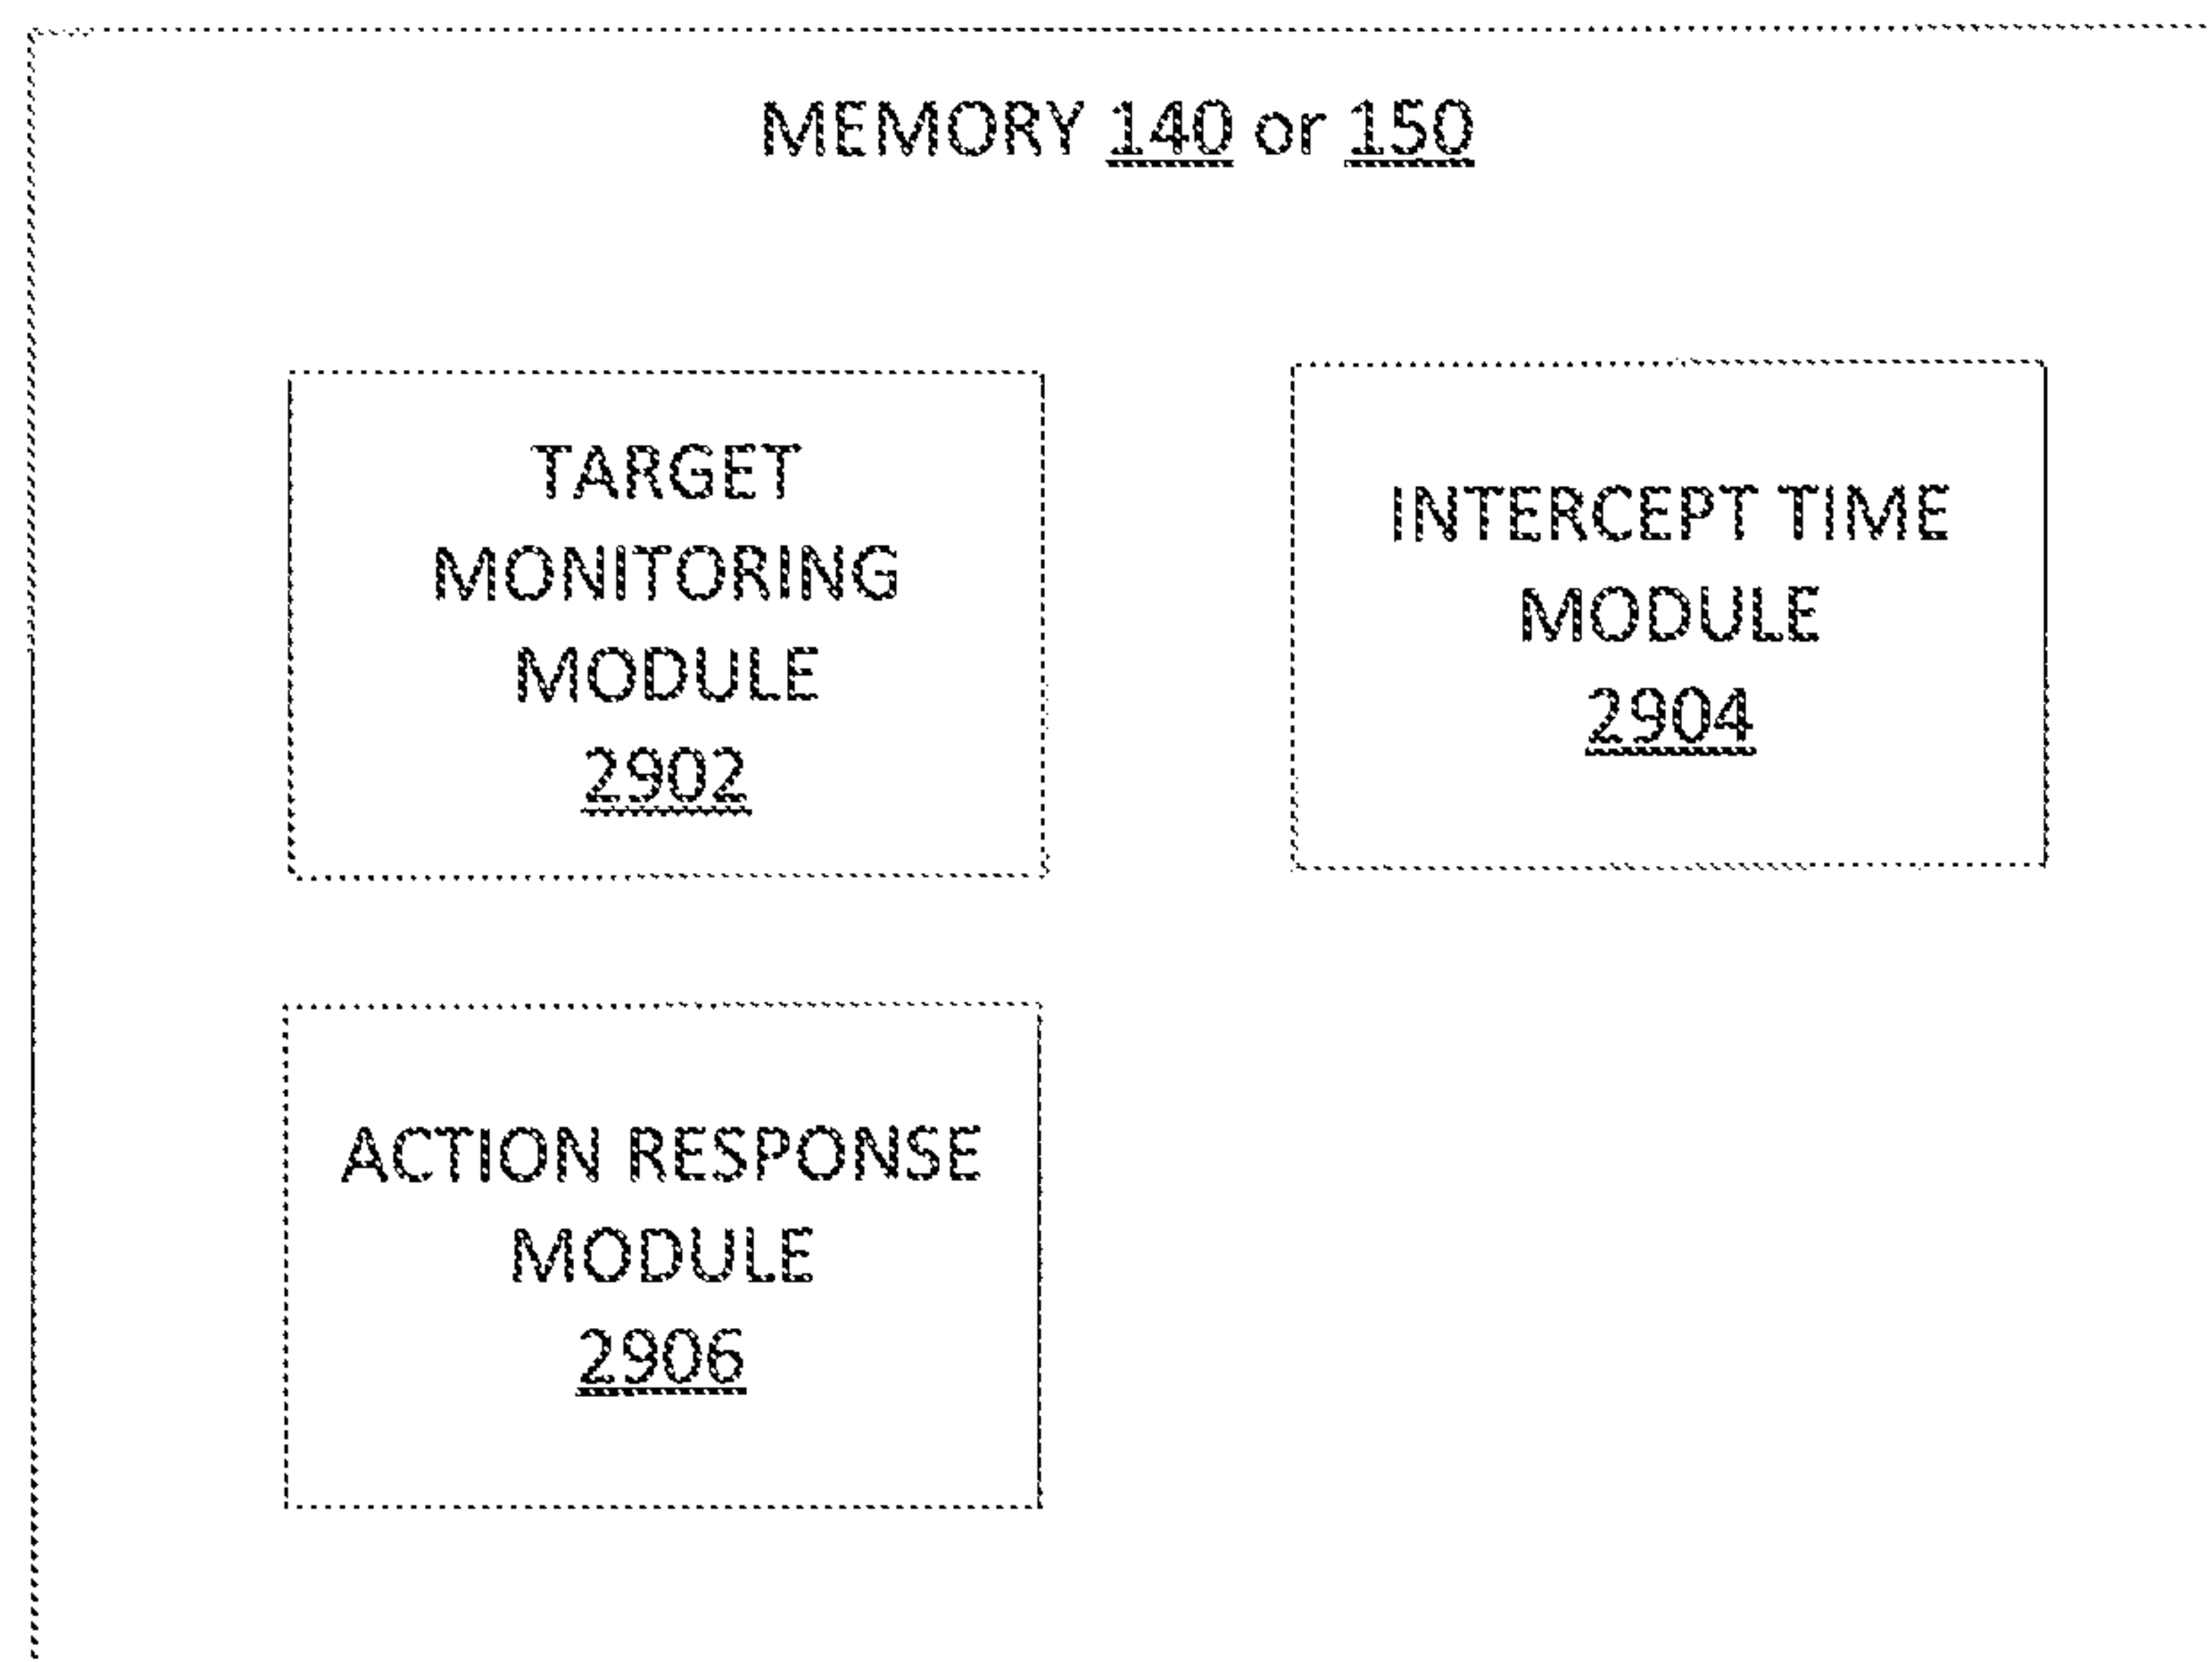 MEMORY 140 or 150
TARGET
MONITORING
MODULE
2902
INTERCEPT TIME
MODULE
2904
ACTION RESPONSE
MODULE
2906